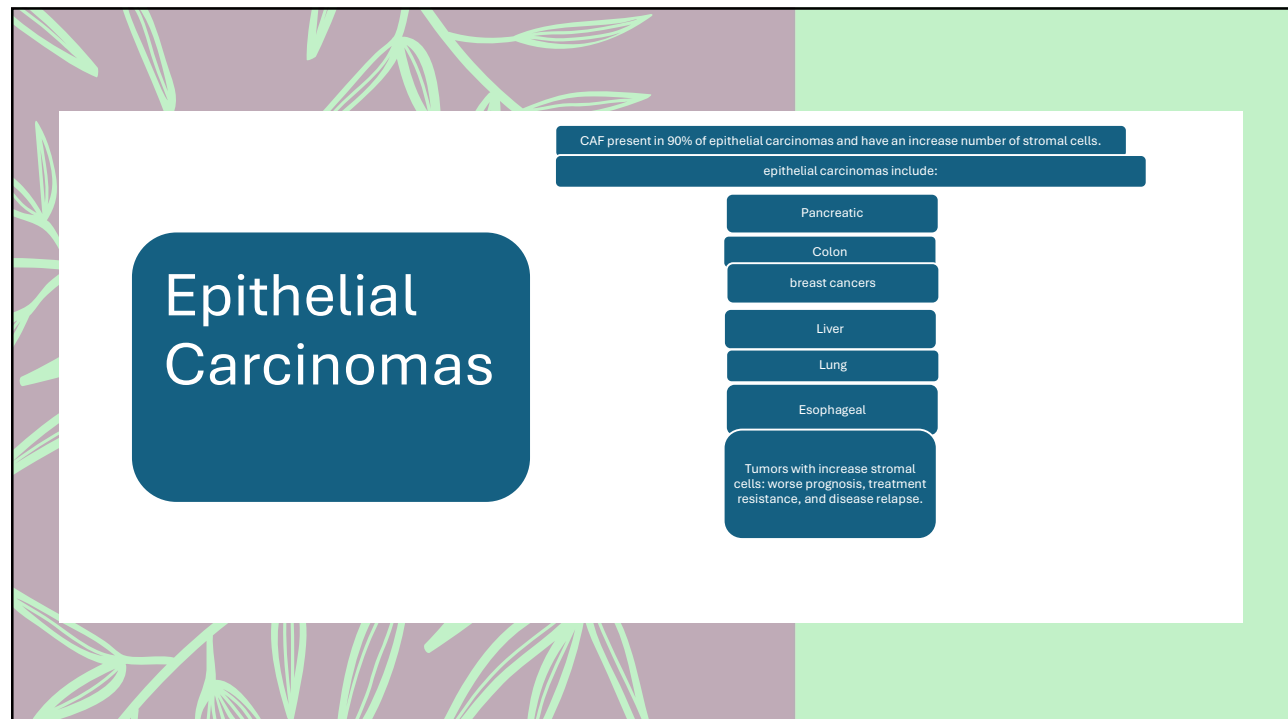 Epithelial
Carcinomas
CAF present in 90% of epithelial carcinomas and have an increase number of stromal cells.
epithelial carcinomas include:
Pancreatic
Colon
breast cancers
Liver
Lung
Esophageal
Tumors with increase stromal
cells: worse prognosis, treatment
resistance, and disease relapse.